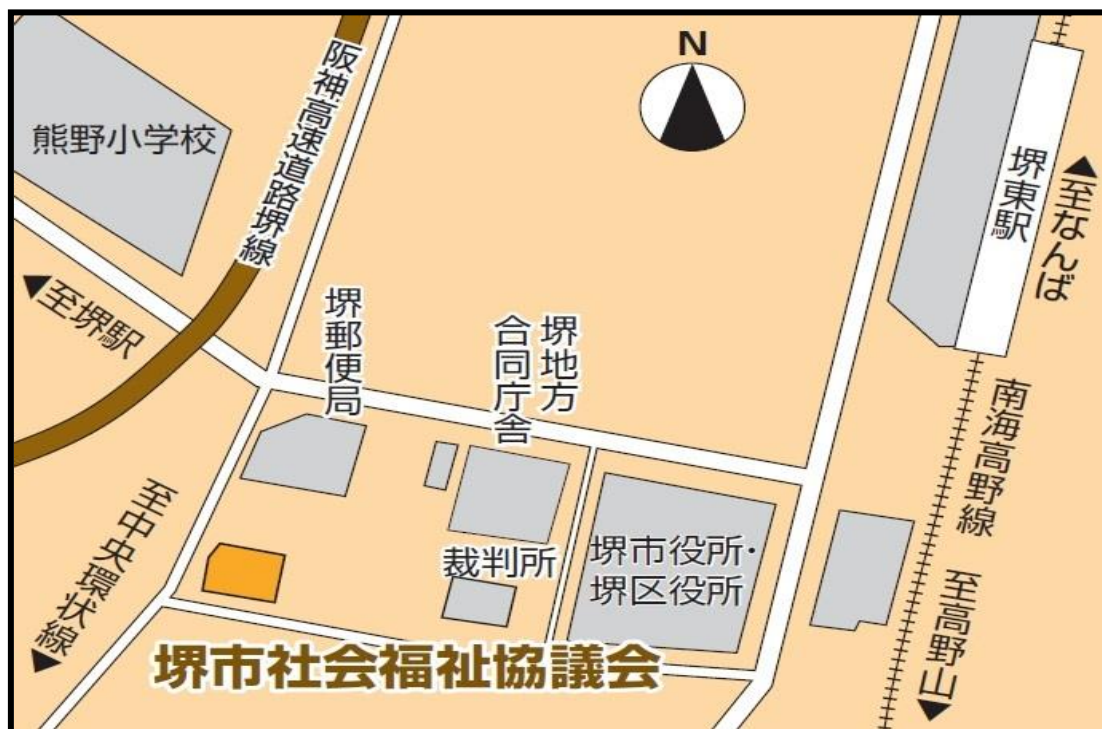 N
熊野小学校
阪神高速道路堺線
堺東駅
至なんば
至堺駅
堺郵便局
堺地方
合同庁舎
南海高野線
至中央環状線
裁判所
堺市役所・
堺区役所
至高野山
堺市社会福祉協議会